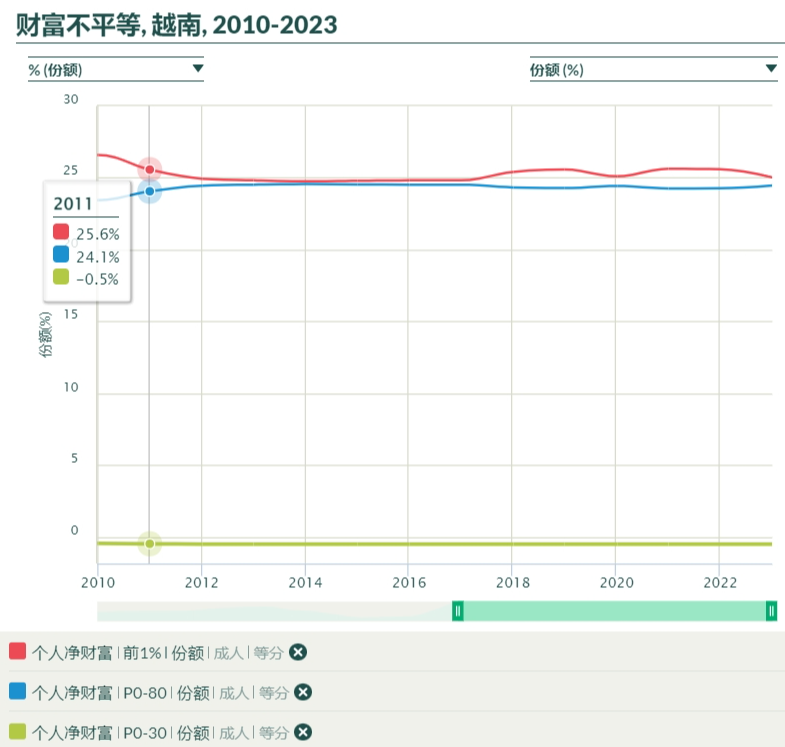 财富不平等, 越南, 2010-2023
% (份额)
份额 (%)
30
25
2011
25.6%
24.1%
-0.5%
0
15
份额(%)
10
5
0
2010 2012 2014 2016 2018 2020 2022
个人净财富 | 前1% | 份额 | 成人 | 等分
个人净财富 | P0-80 | 份额 | 成人 | 等分
个人净财富 | P0-30 | 份额 | 成人 | 等分